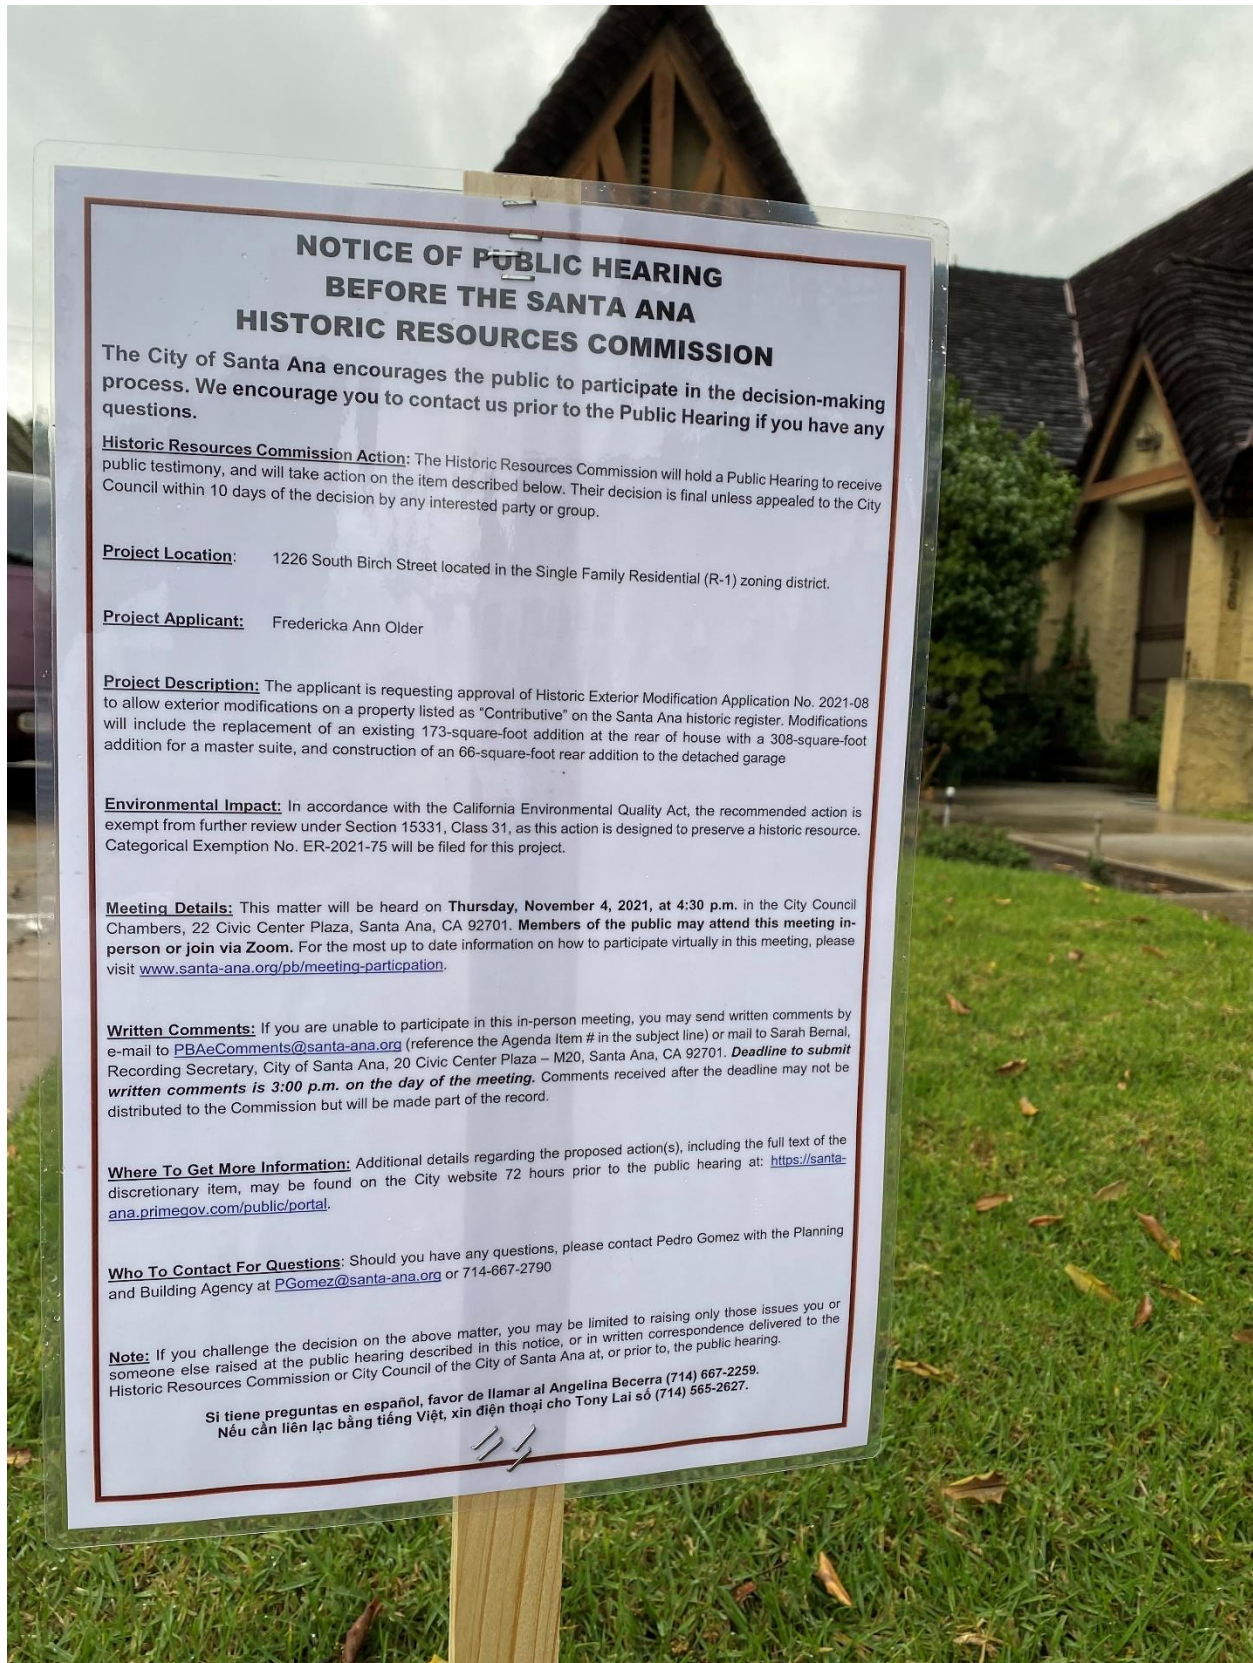 NOTICE OF PUBLIC HEARING
BEFORE THE SANTA ANA
HISTORIC RESOURCES COMMISSION
The City of Santa Ana encourages the public to participate in the decision-making
process. We encourage you to contact us prior to the Public Hearing if you have any
questions.
Historic Resources Commission Action: The Historic Resources Commission will hold a Public Hearing to receive
public testimony, and will take action on the item described below. Their decision is final unless appealed to the City
Council within 10 days of the decision by any interested party or group.
Project Location: 1226 South Birch Street located in the Single Family Residential (R-1) zoning district.
Project Applicant: Fredericka Ann Older
Project Description: The applicant is requesting approval of Historic Exterior Modification Application No. 2021-08
to allow exterior modifications on a property listed as “Contributive” on the Santa Ana historic register. Modifications
will include the replacement of an existing 173-square-foot addition at the rear of house with a 308-square-foot
addition for a master suite, and construction of an 66-square-foot rear addition to the detached garage
Environmental Impact: In accordance with the California Environmental Quality Act, the recommended action is
exempt from further review under Section 15331, Class 31, as this action is designed to preserve a historic resource.
Categorical Exemption No. ER-2021-75 will be filed for this project.
Meeting Details: This matter will be heard on Thursday, November 4, 2021, at 4:30 p.m. in the City Council
Chambers, 22 Civic Center Plaza, Santa Ana, CA 92701. Members of the public may attend this meeting in-
person or join via Zoom. For the most up to date information on how to participate virtually in this meeting, please
visit www.santa-ana.org/pb/meeting-particpation.
Written Comments: If you are unable to participate in this in-person meeting, you may send written comments by
e-mail to PBAeComments@santa-ana.org (reference the Agenda Item # in the subject line) or mail to Sarah Bernal,
Recording Secretary, City of Santa Ana, 20 Civic Center Plaza – M20, Santa Ana, CA 92701. Deadline to submit
written comments is 3:00 p.m. on the day of the meeting. Comments received after the deadline may not be
distributed to the Commission but will be made part of the record.
Where To Get More Information: Additional details regarding the proposed action(s), including the full text of the
discretionary item, may be found on the City website 72 hours prior to the public hearing at: https://santa-
ana.primegov.com/public/portal.
Who To Contact For Questions: Should you have any questions, please contact Pedro Gomez with the Planning
and Building Agency at PGomez@santa-ana.org or 714-667-2790
Note: If you challenge the decision on the above matter, you may be limited to raising only those issues you or
someone else raised at the public hearing described in this notice, or in written correspondence delivered to the
Historic Resources Commission or City Council of the City of Santa Ana at, or prior to, the public hearing.
Si tiene preguntas en español, favor de llamar al Angelina Becerra (714) 667-2259.
Nếu cần liên lạc bằng tiếng Việt, xin điện thoại cho Tony Lai số (714) 565-2627.